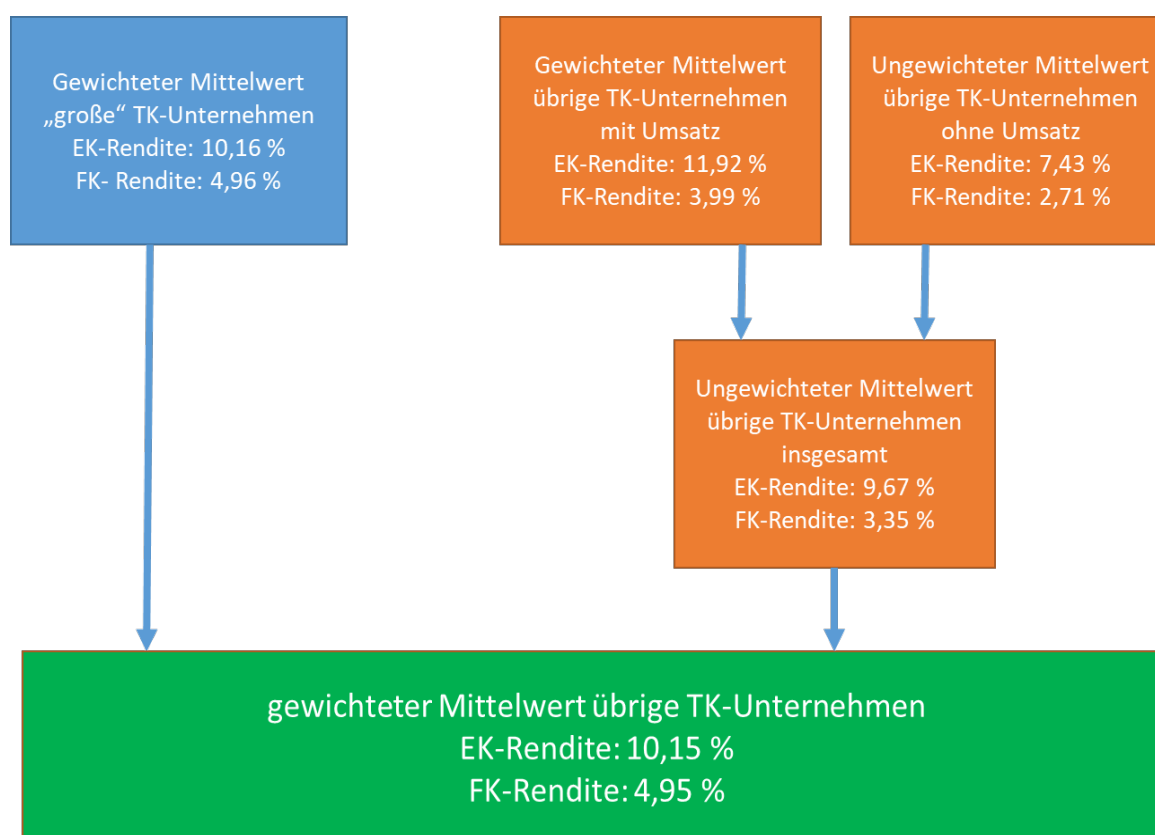 Gewichteter Mittelwert
„große“ TK-Unternehmen
EK-Rendite: 10,16 %
FK- Rendite: 4,96 %
Gewichteter Mittelwert
übrige TK-Unternehmen
mit Umsatz
EK-Rendite: 11,92 %
FK-Rendite: 3,99 %
Ungewichteter Mittelwert
übrige TK-Unternehmen
ohne Umsatz
EK-Rendite: 7,43 %
FK-Rendite: 2,71 %
Ungewichteter Mittelwert
übrige TK-Unternehmen
insgesamt
EK-Rendite: 9,67 %
FK-Rendite: 3,35 %
gewichteter Mittelwert übrige TK-Unternehmen
EK-Rendite: 10,15 %
FK-Rendite: 4,95 %